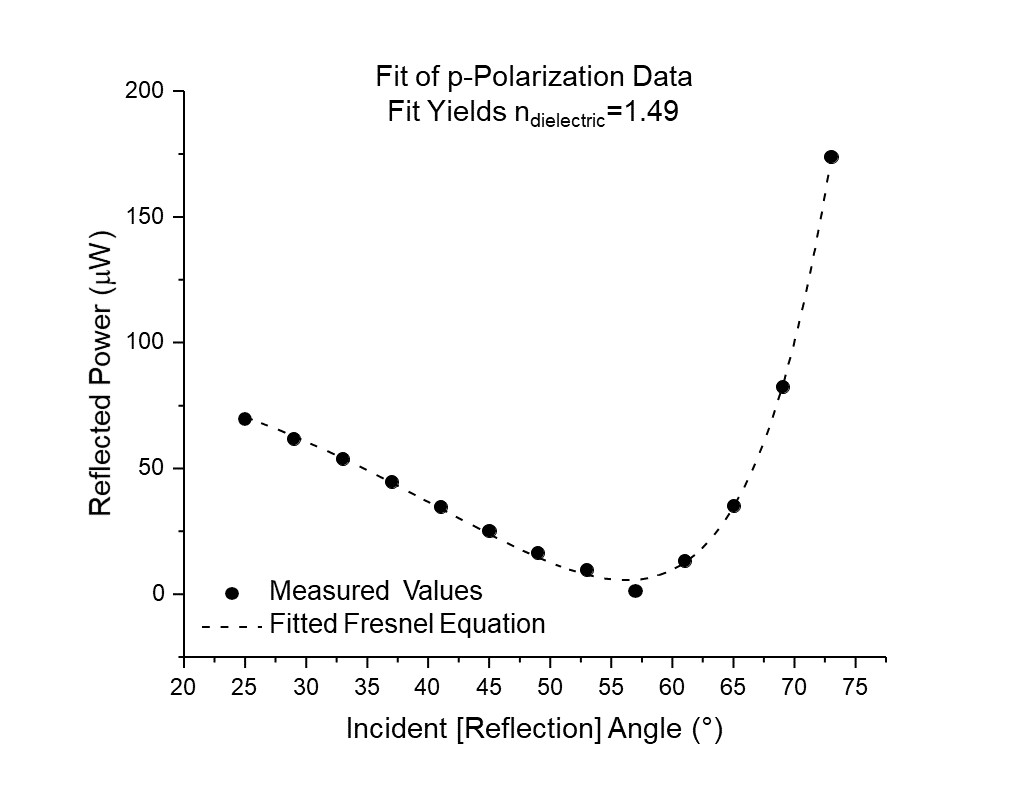 Fit of p-Polarization Data
Fit Yields n_dielectric=1.49
200
150
100
50
0
Reflected Power (μW)
Measured Values
Fitted Fresnel Equation
20 25 30 35 40 45 50 55 60 65 70 75
Incident [Reflection] Angle (°)